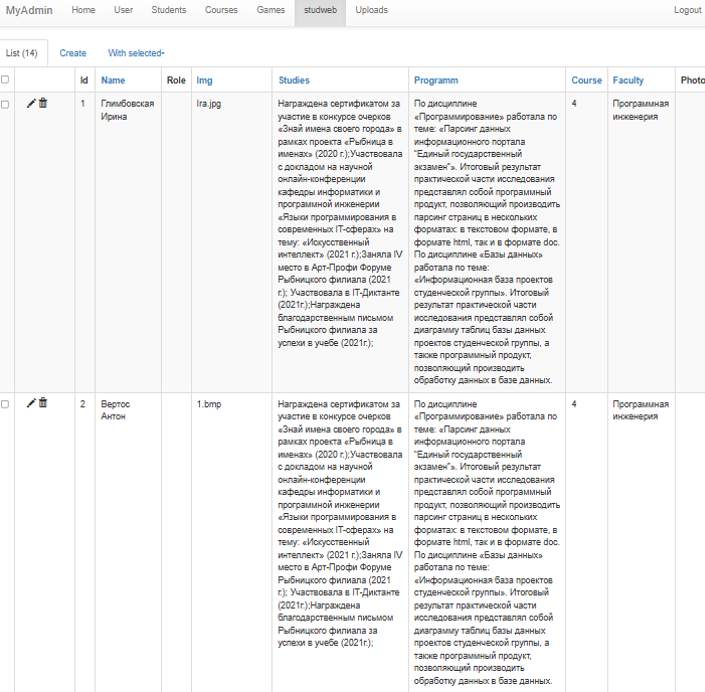 MyAdmin Home User Students Courses Games studweb Uploads Logout
List (14) Create With selected
Id Name Role Img Studies Programm Course Faculty Photo
1
Глимбовская
Ирина
Ira.jpg
Награждена сертификатом за
участие в конкурсе очерков
«Знай имена своего города» в
рамках проекта «Рыбница в
именах» (2020 г.);Участвовала
с докладом на научной
онлайн-конференции
кафедры информатики и
программной инженерии
«Языки программирования в
современных IT-сферах» на
тему: «Искусственный
интеллект» (2021 г.);Заняла IV
место в Арт-Профи Форуме
Рыбницкого филиала (2021
г.); Участвовала в IT-Диктанте
(2021г.);Награждена
благодарственным письмом
Рыбницкого филиала за
успехи в учебе (2021г.);
По дисциплине
«Программирование» работала по
теме: «Парсинг данных
информационного портала
"Единый государственный
экзамен"». Итоговый результат
практической части исследования
представлял собой программный
продукт, позволяющий производить
парсинг страниц в нескольких
форматах: в текстовом формате, в
формате html, так и в формате doc.
По дисциплине «Базы данных»
работала по теме:
«Информационная база проектов
студенческой группы». Итоговый
результат практической части
исследования представлял собой
диаграмму таблиц базы данных
проектов студенческой группы, а
также программный продукт,
позволяющий производить
обработку данных в базе данных.
4
Программная
инженерия
2
Вертос
Антон
1.bmp
Награждена сертификатом за
участие в конкурсе очерков
«Знай имена своего города» в
рамках проекта «Рыбница в
именах» (2020 г.);Участвовала
с докладом на научной
онлайн-конференции
кафедры информатики и
программной инженерии
«Языки программирования в
современных IT-сферах» на
тему: «Искусственный
интеллект» (2021 г.);Заняла IV
место в Арт-Профи Форуме
Рыбницкого филиала (2021
г.); Участвовала в IT-Диктанте
(2021г.);Награждена
благодарственным письмом
Рыбницкого филиала за
успехи в учебе (2021г.);
По дисциплине
«Программирование» работала по
теме: «Парсинг данных
информационного портала
"Единый государственный
экзамен"». Итоговый результат
практической части исследования
представлял собой программный
продукт, позволяющий производить
парсинг страниц в нескольких
форматах: в текстовом формате, в
формате html, так и в формате doc.
По дисциплине «Базы данных»
работала по теме:
«Информационная база проектов
студенческой группы». Итоговый
результат практической части
исследования представлял собой
диаграмму таблиц базы данных
проектов студенческой группы, а
также программный продукт,
позволяющий производить
обработку данных в базе данных.
4
Программная
инженерия